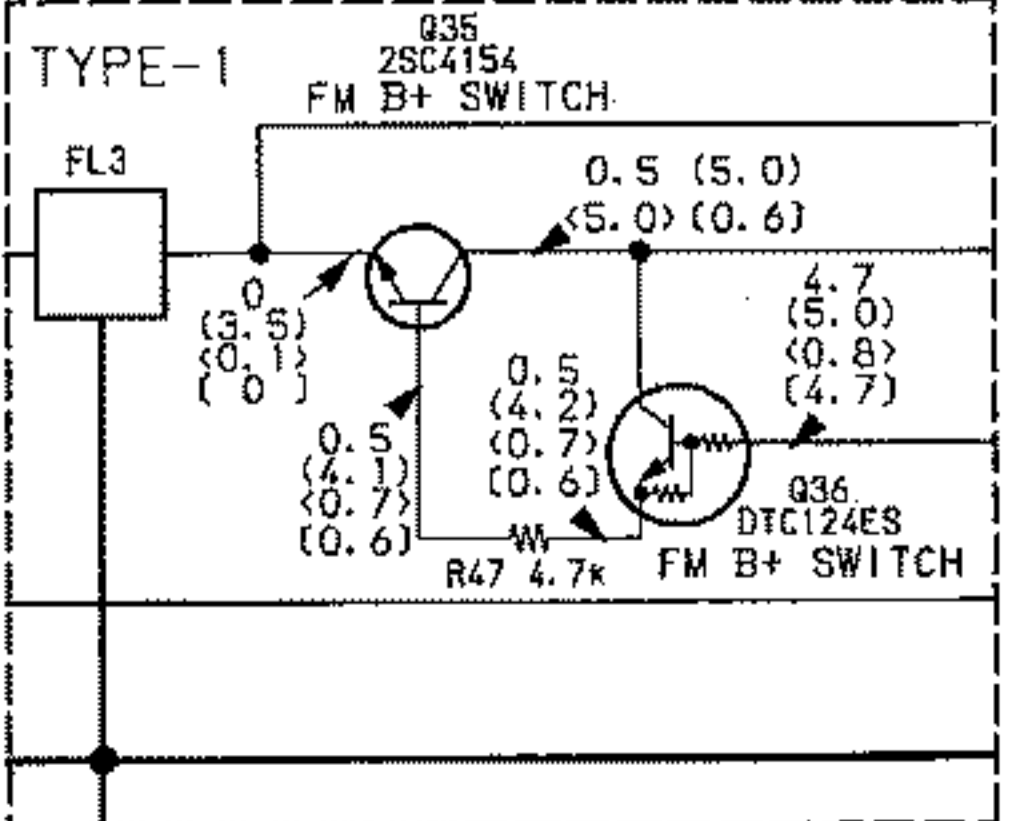 Q35
2SC4154
FM B+ SWITCH
TYPE-1
FL3
0.5 (5.0)
<5.0> [0.6]
0
(3.5)
<0.1>
[ 0 ]
4.7
(5.0)
<0.8>
[4.7]
0.5
(4.2)
<0.7>
[0.6]
0.5
(4.1)
<0.7>
[0.6]
Q36
DTC124ES
FM B+ SWITCH
R47 4.7K